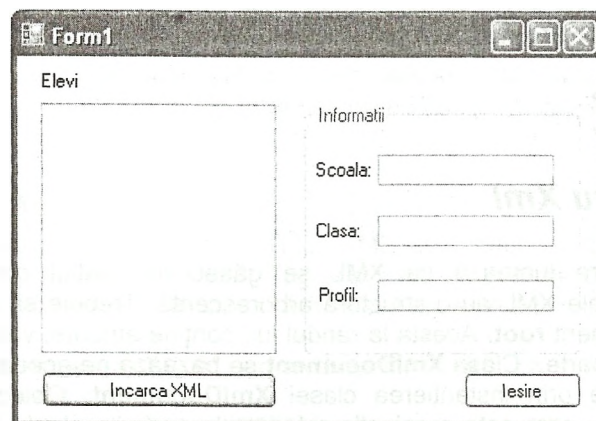 Form1
Elevi
Informatii
Scoala:
Clasa:
Profil:
Incarca XML
Iesire